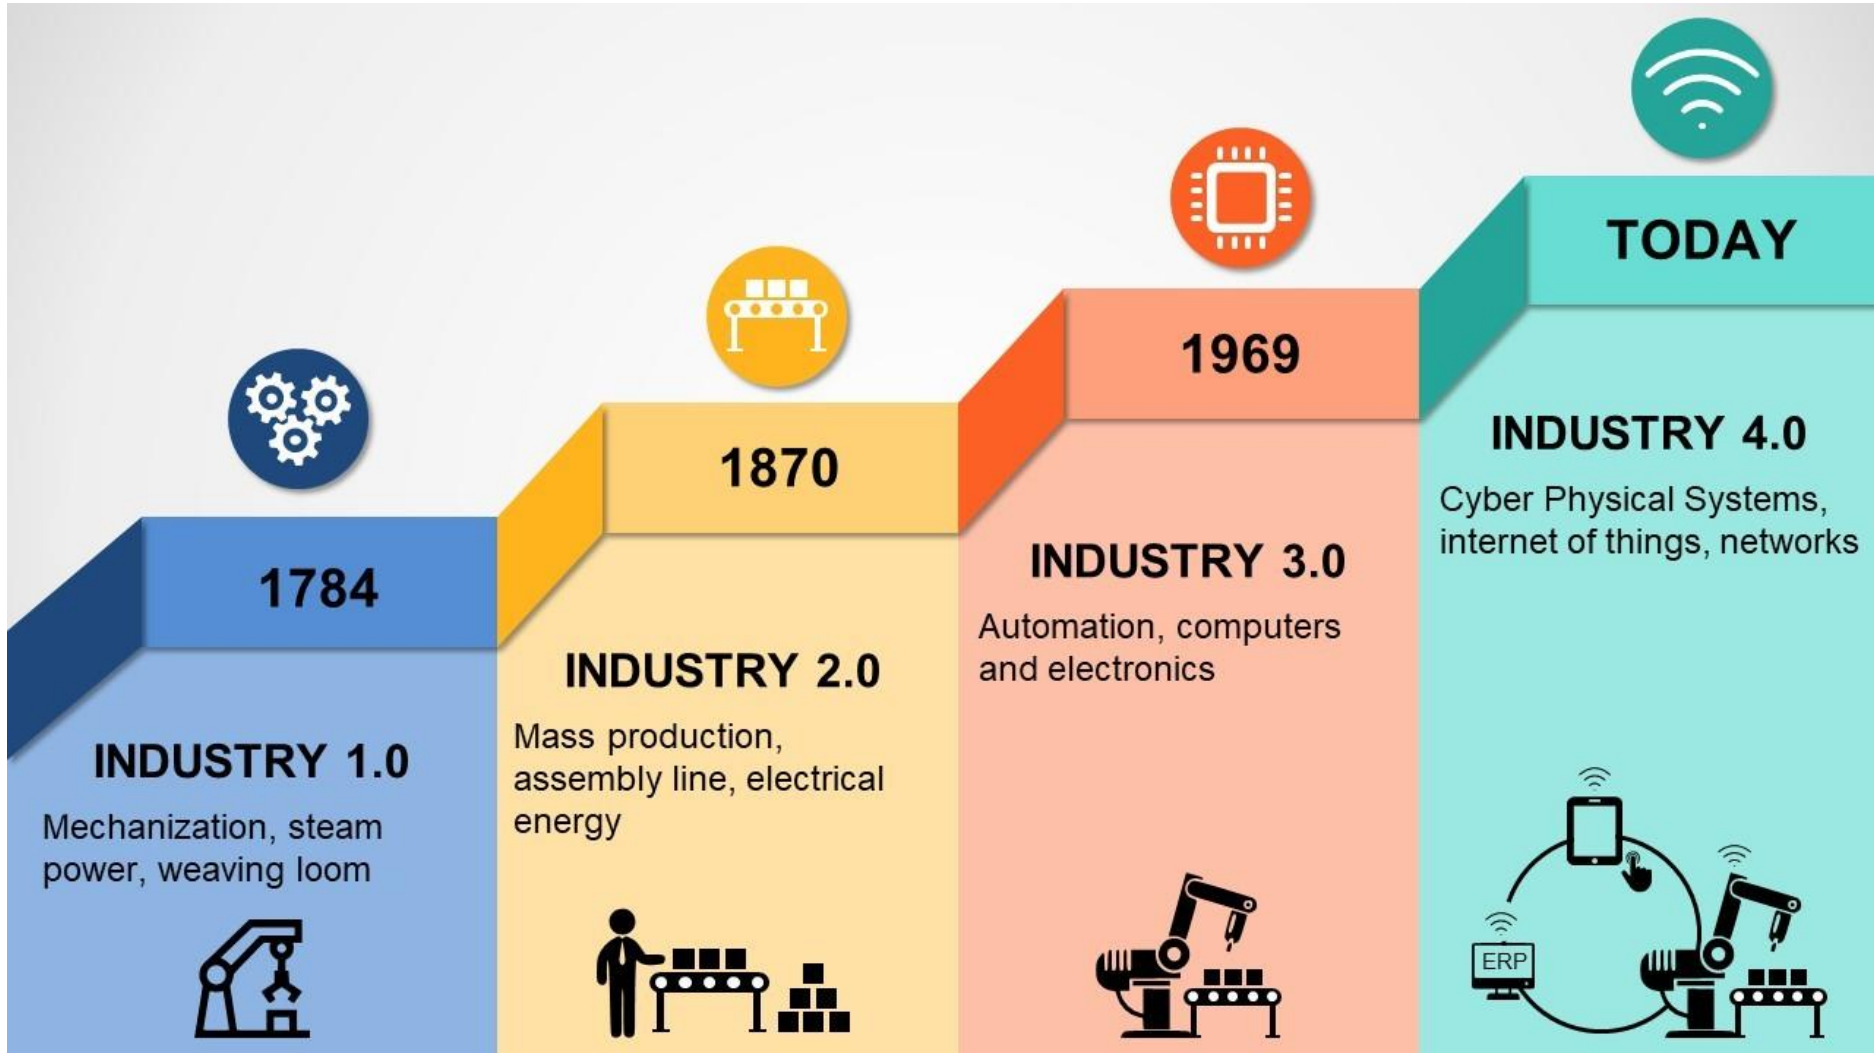 1784
INDUSTRY 1.0
Mechanization, steam
power, weaving loom
1870
INDUSTRY 2.0
Mass production,
assembly line, electrical
energy
1969
INDUSTRY 3.0
Automation, computers
and electronics
TODAY
INDUSTRY 4.0
Cyber Physical Systems,
internet of things, networks
ERP